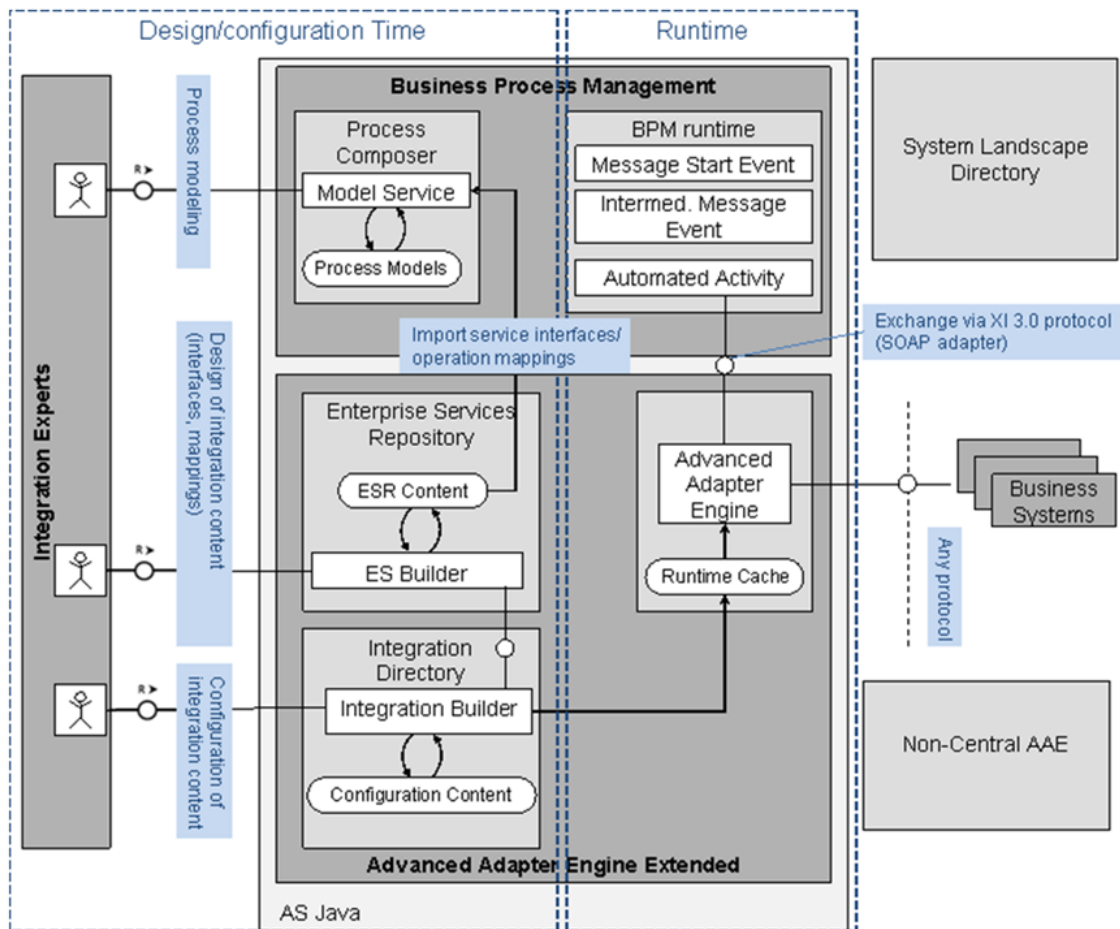 Design/configuration Time
Runtime
Business Process Management
Process
Composer
Model Service
Process Models
BPM runtime
Message Start Event
Intermed. Message
Event
Automated Activity
System Landscape
Directory
R
Process modeling
Import service interfaces/
operation mappings
Exchange via XI 3.0 protocol
(SOAP adapter)
Integration Experts
Design of integration content
(interfaces, mappings)
Enterprise Services
Repository
ESR Content
ES Builder
R
Advanced
Adapter
Engine
Runtime Cache
Business
Systems
Any protocol
Integration
Directory
Integration Builder
Configuration Content
R
Configuration of
integration content
Non-Central AAE
Advanced Adapter Engine Extended
AS Java